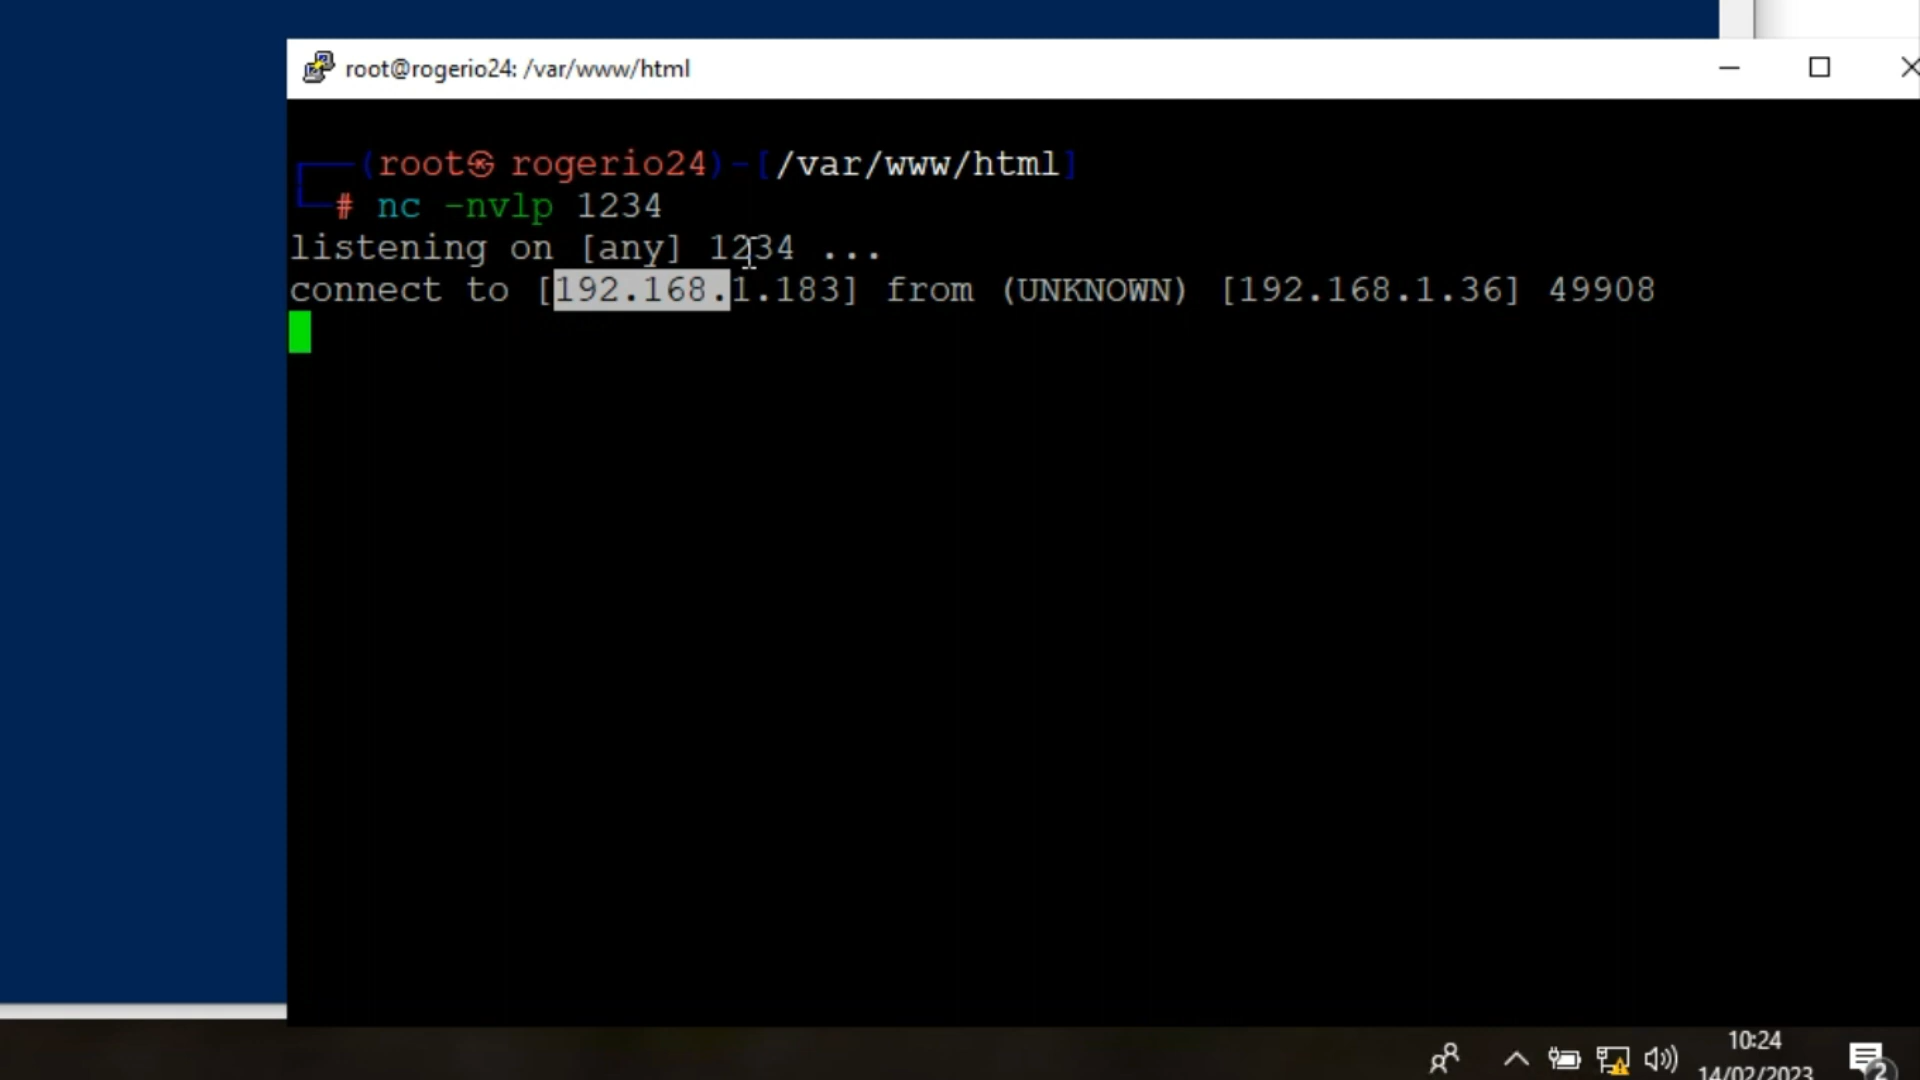 root@rogerio24: /var/www/html
(root㉿ rogerio24)-[/var/www/html]
# nc -nvlp 1234
listening on [any] 1234 ...
connect to [192.168.1.183] from (UNKNOWN) [192.168.1.36] 49908
10:24
14/02/2023
2